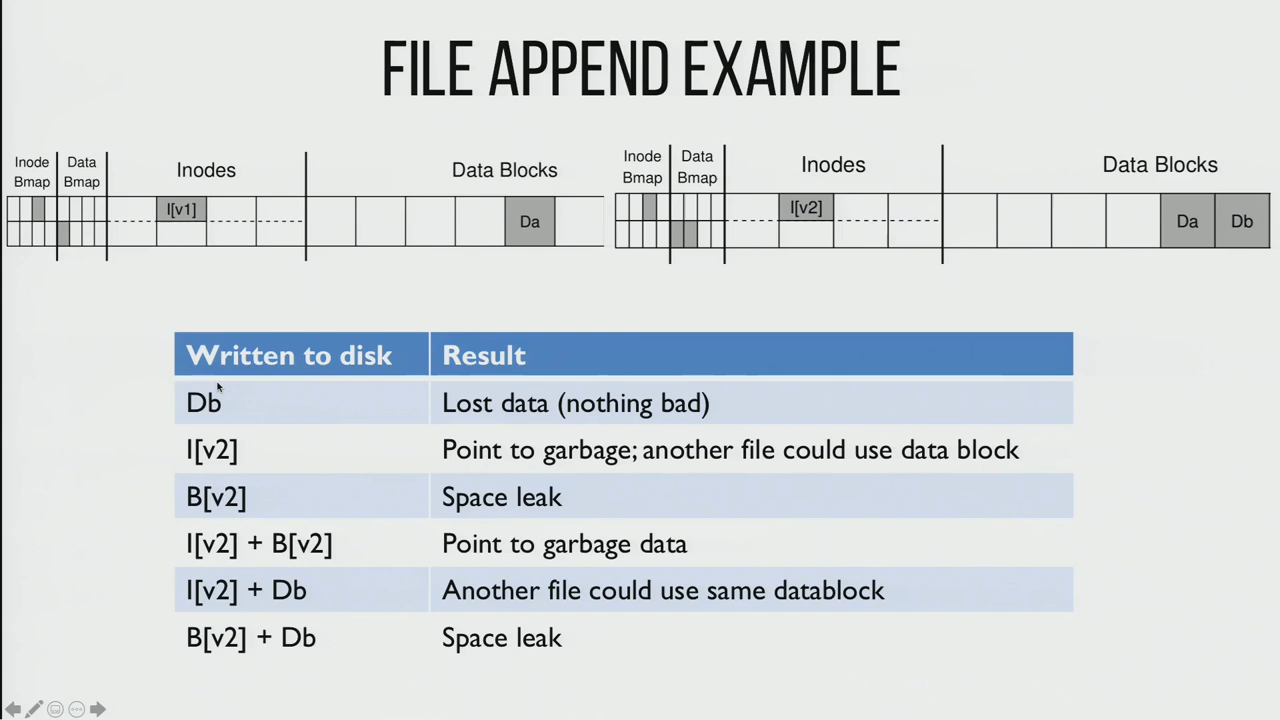 FILE APPEND EXAMPLE
Inode Bmap
Data Bmap
Inodes
Data Blocks
I[v1]
Da
Inode Bmap
Data Bmap
Inodes
Data Blocks
I[v2]
Da
Db
Written to disk Result
Db Lost data (nothing bad)
I[v2] Point to garbage; another file could use data block
B[v2] Space leak
I[v2] + B[v2] Point to garbage data
I[v2] + Db Another file could use same datablock
B[v2] + Db Space leak